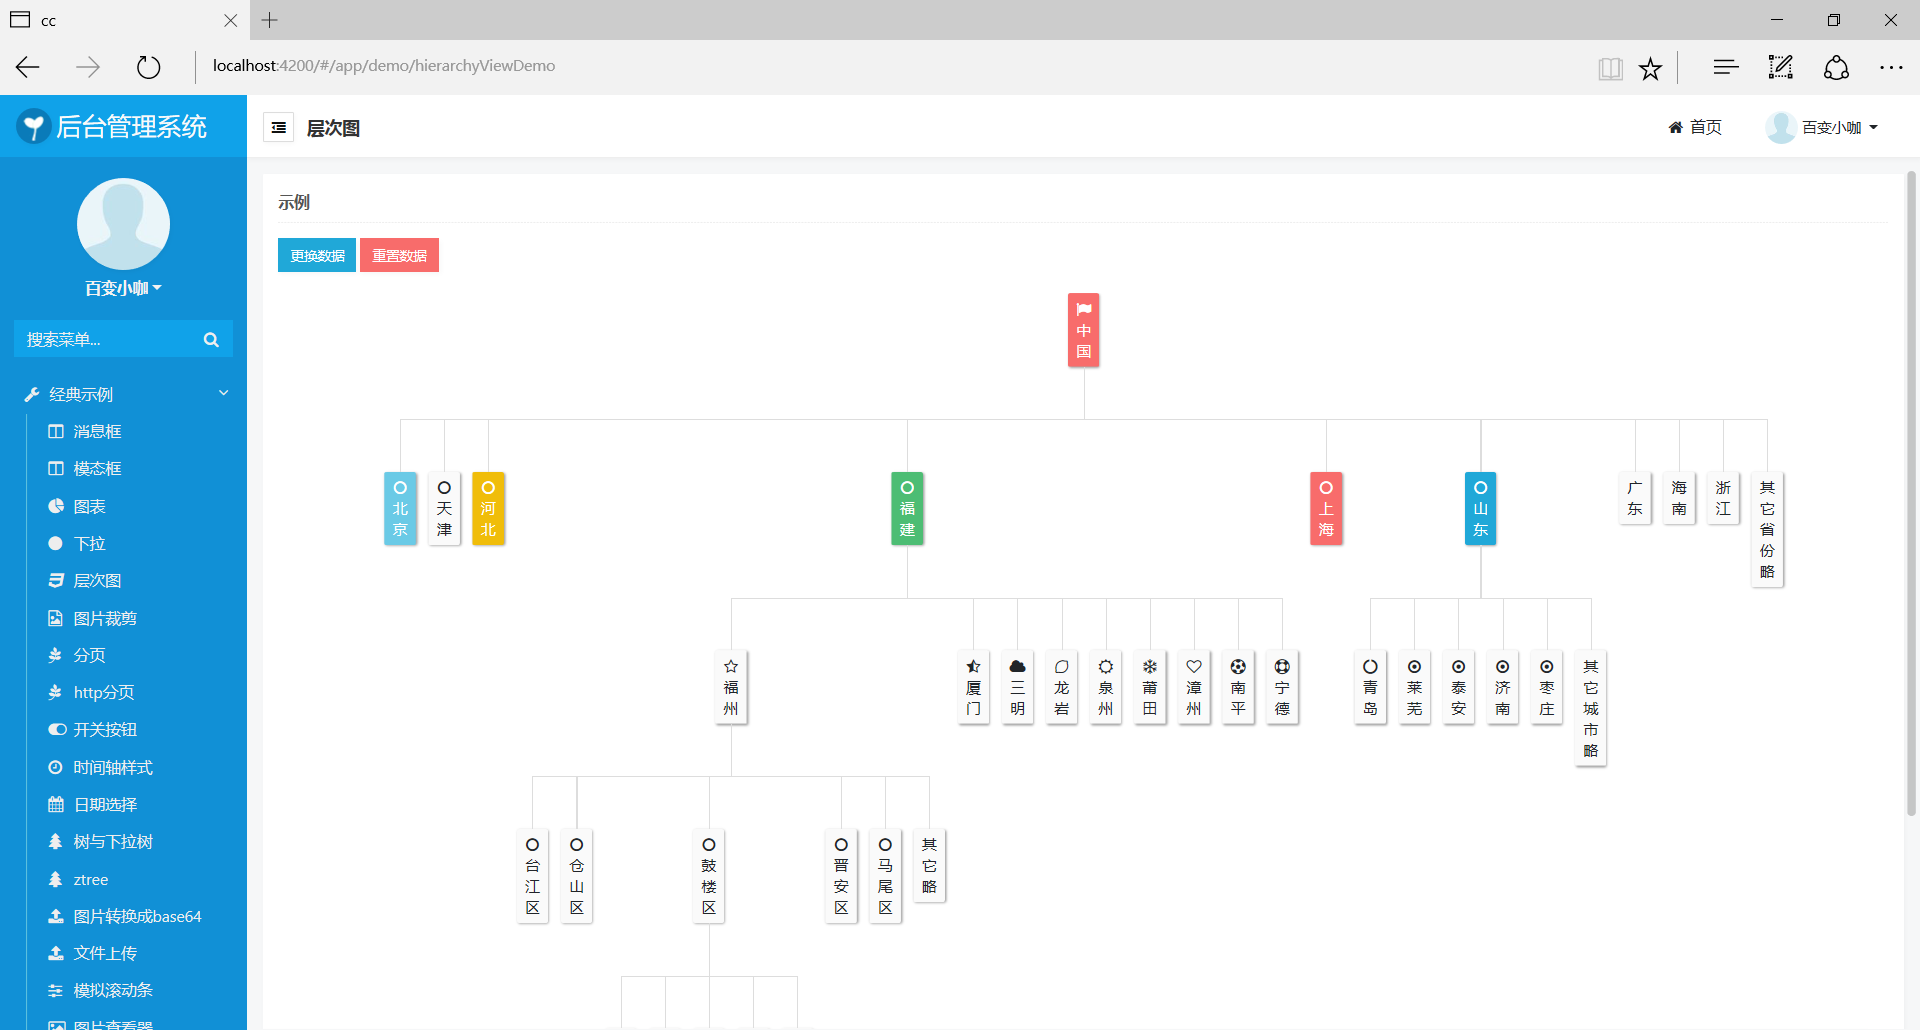 cc
localhost:4200/#/app/demo/hierarchyViewDemo
后台管理系统
层次图
首页
百变小咖
百变小咖
搜索菜单...
经典示例
消息框
模态框
图表
下拉
层次图
图片裁剪
分页
http分页
开关按钮
时间轴样式
日期选择
树与下拉树
ztree
图片转换成base64
文件上传
模拟滚动条
图片查看器
示例
更换数据
重置数据
中国
北京
天津
河北
福建
上海
山东
广东
海南
浙江
其它省份略
福州
厦门
三明
龙岩
泉州
莆田
漳州
南平
宁德
青岛
莱芜
泰安
济南
枣庄
其它城市略
台江区
仓山区
鼓楼区
晋安区
马尾区
其它略